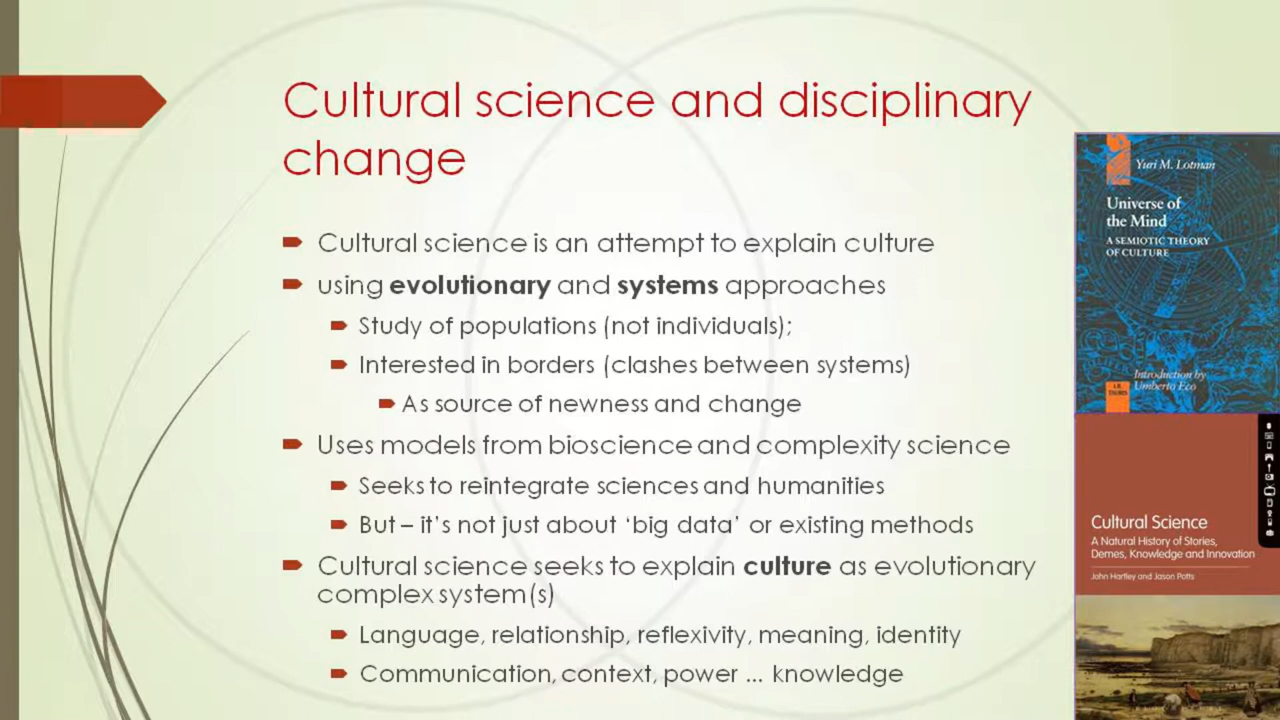 Cultural science and disciplinary
change
Cultural science is an attempt to explain culture
using evolutionary and systems approaches
Study of populations (not individuals);
Interested in borders (clashes between systems)
As source of newness and change
Uses models from bioscience and complexity science
Seeks to reintegrate sciences and humanities
But – it's not just about 'big data' or existing methods
Cultural science seeks to explain culture as evolutionary
complex system(s)
Language, relationship, reflexivity, meaning, identity
Communication, context, power ... knowledge
Yuri M. Lotman
Universe of
the Mind
A SEMIOTIC THEORY
OF CULTURE
Introduction by
Umberto Eco
I.B.
TAURIS
Cultural Science
A Natural History of Stories,
Demes, Knowledge and Innovation
John Hartley and Jason Potts